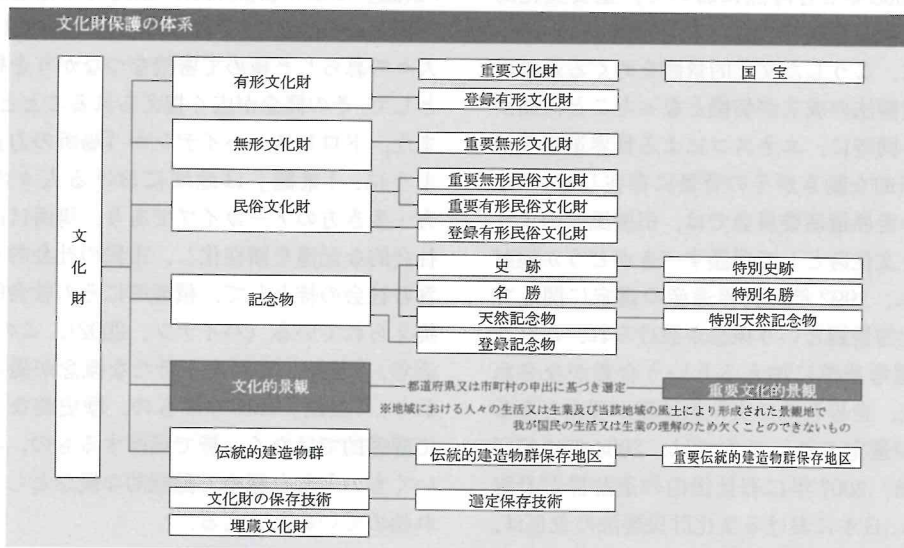 文化財保護の体系
文化財
有形文化財
重要文化財
国 宝
登録有形文化財
無形文化財
重要無形文化財
民俗文化財
重要無形民俗文化財
重要有形民俗文化財
登録有形民俗文化財
記念物
史 跡
特別史跡
名 勝
特別名勝
天然記念物
特別天然記念物
登録記念物
文化的景観
都道府県又は市町村の申出に基づき選定
重要文化的景観
※地域における人々の生活又は生業及び当該地域の風土により形成された景観地で
我が国民の生活又は生業の理解のため欠くことのできないもの
伝統的建造物群
伝統的建造物群保存地区
重要伝統的建造物群保存地区
文化財の保存技術
選定保存技術
埋蔵文化財